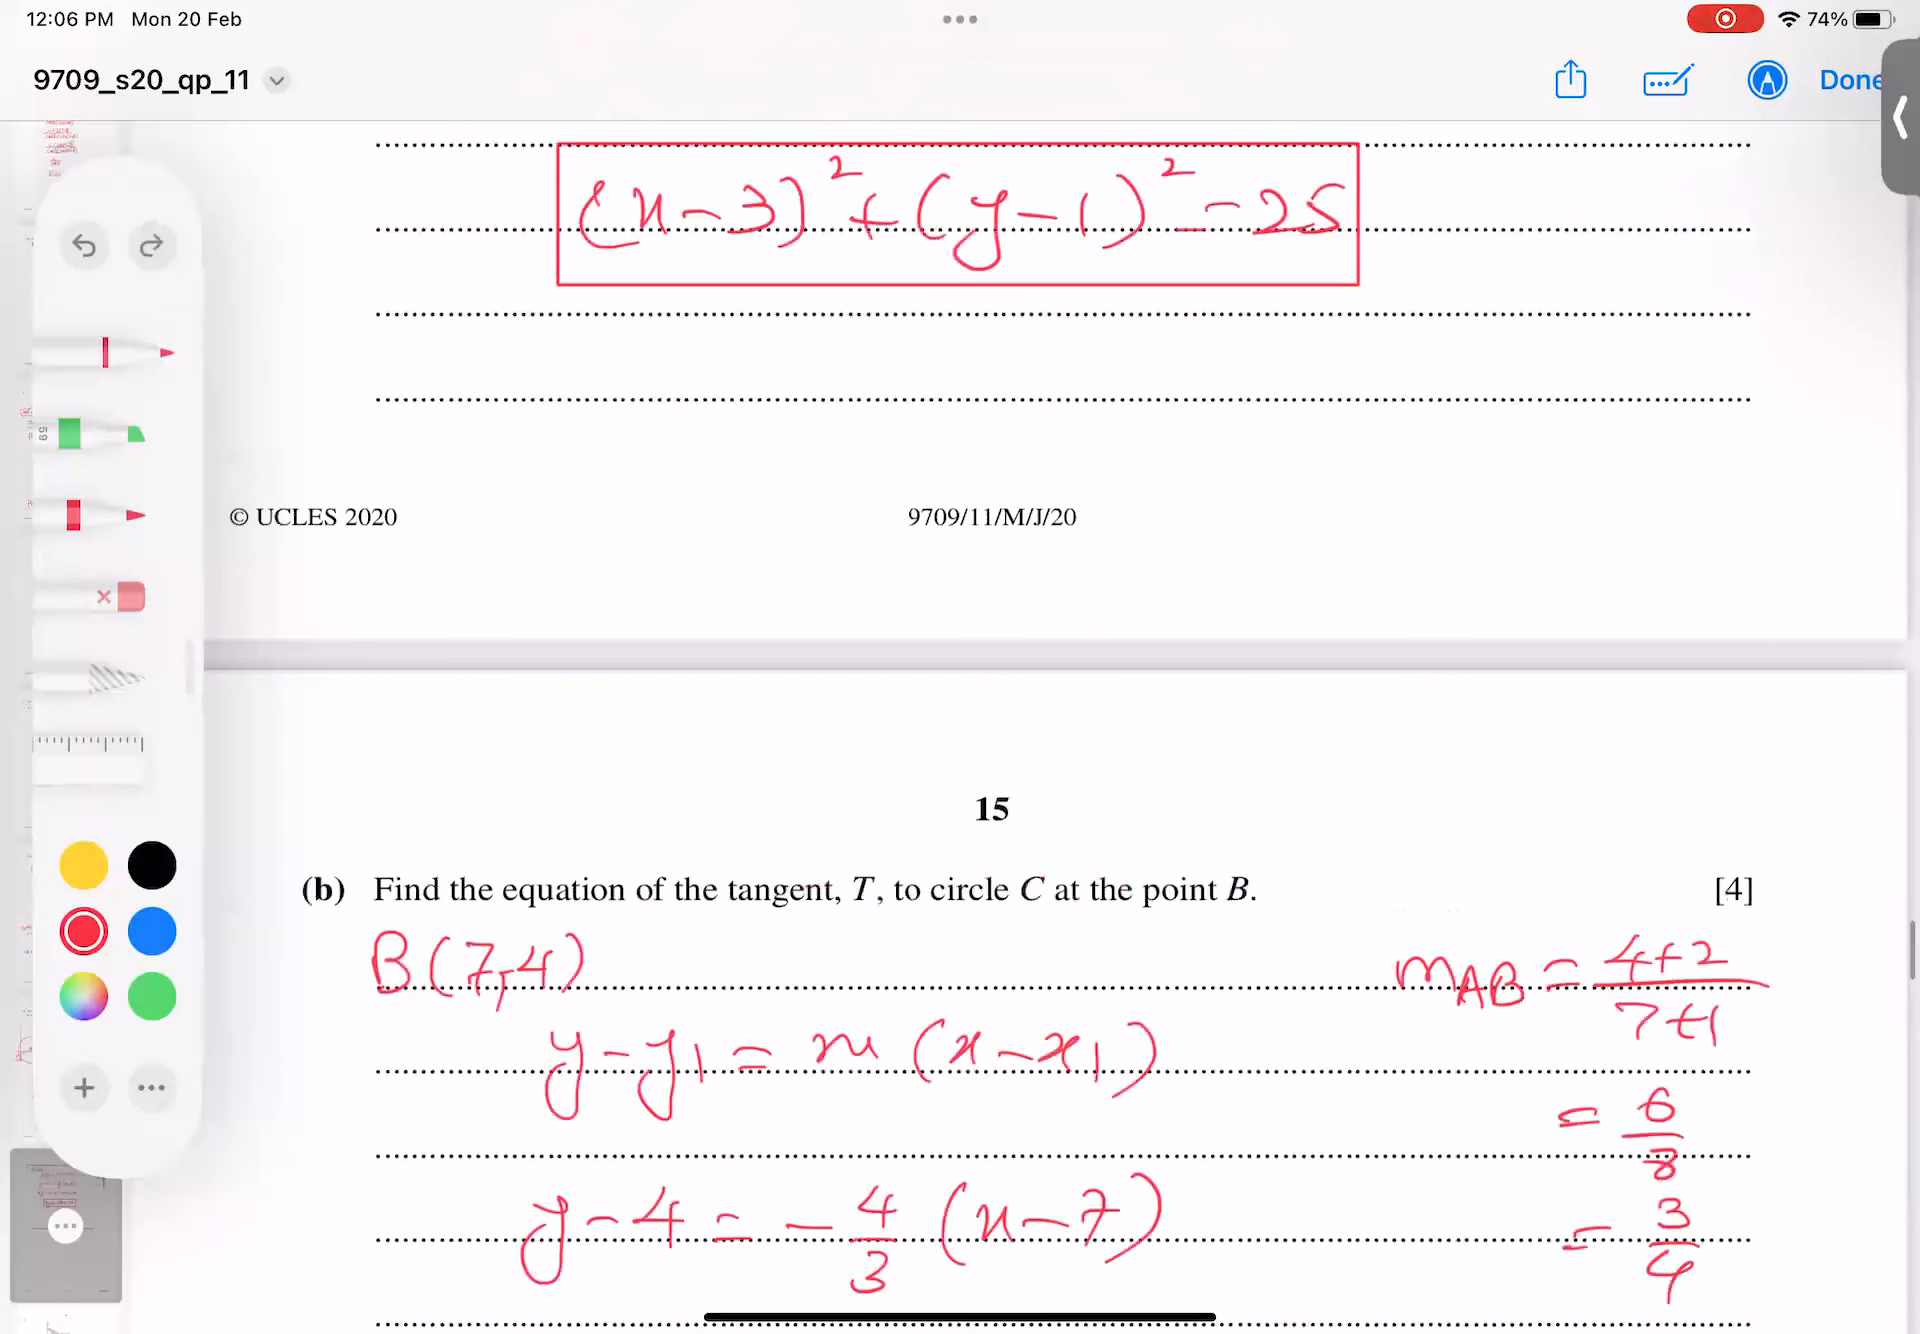 12:06 PM Mon 20 Feb
74%
9709_s20_qp_11
Done
(x-3)² + (y-1)² = 25
59
© UCLES 2020
9709/11/M/J/20
15
(b) Find the equation of the tangent, T, to circle C at the point B. [4]
B(7,4)
m_AB = (4+2)/(7+1)
y-y₁ = m(x-x₁)
= 6/8
y-4 = -4/3 (x-7)
= 3/4